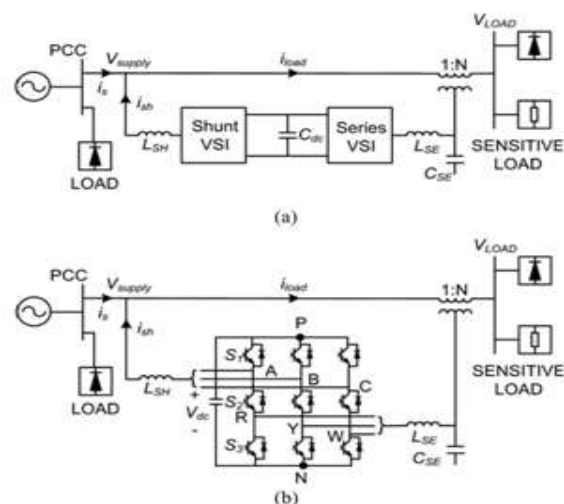 PCC
V_supply
i_s
i_sh
i_load
1:N
V_LOAD
LOAD
L_SH
Shunt VSI
C_dc
Series VSI
L_SE
C_SE
SENSITIVE LOAD
(a)
PCC
V_supply
i_s
i_sh
i_load
1:N
V_LOAD
LOAD
L_SH
P
S_1
A
B
C
+
V_dc
-
S_2
R
Y
W
S_3
N
L_SE
C_SE
SENSITIVE LOAD
(b)